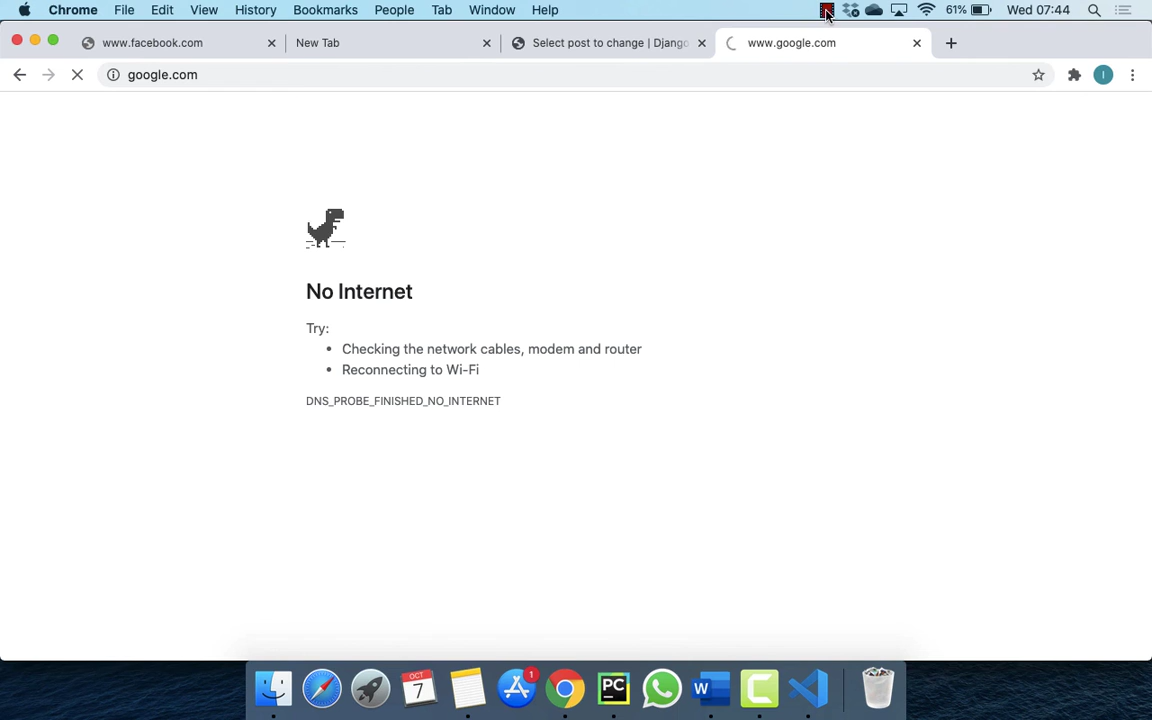 Chrome File Edit View History Bookmarks People Tab Window Help 61% Wed 07:44
www.facebook.com New Tab Select post to change | Django www.google.com
google.com I
No Internet
Try:
• Checking the network cables, modem and router
• Reconnecting to Wi-Fi
DNS_PROBE_FINISHED_NO_INTERNET
OCT
7
1
PC
W
C